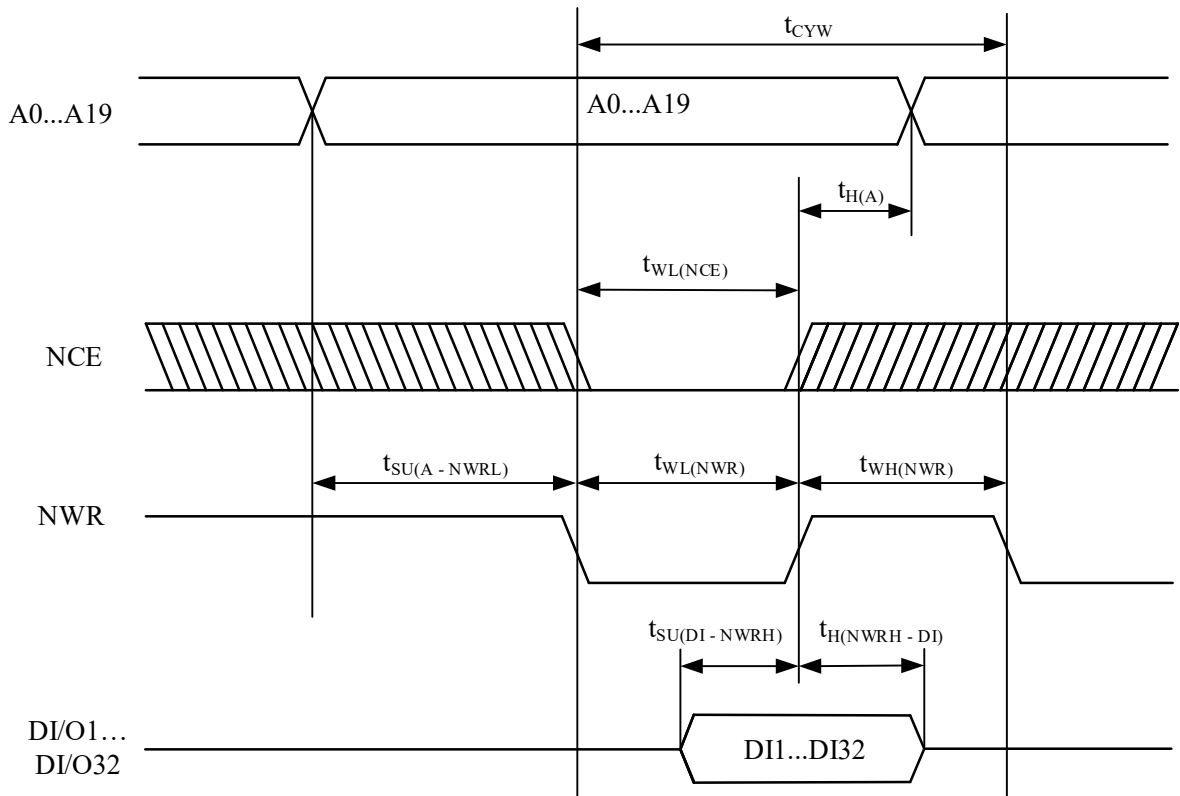 tCYW
A0...A19
A0...A19
tH(A)
tWL(NCE)
NCE
tSU(A - NWRL)
tWL(NWR)
tWH(NWR)
NWR
tSU(DI - NWRH)
tH(NWRH - DI)
DI/O1…
DI/O32
DI1...DI32